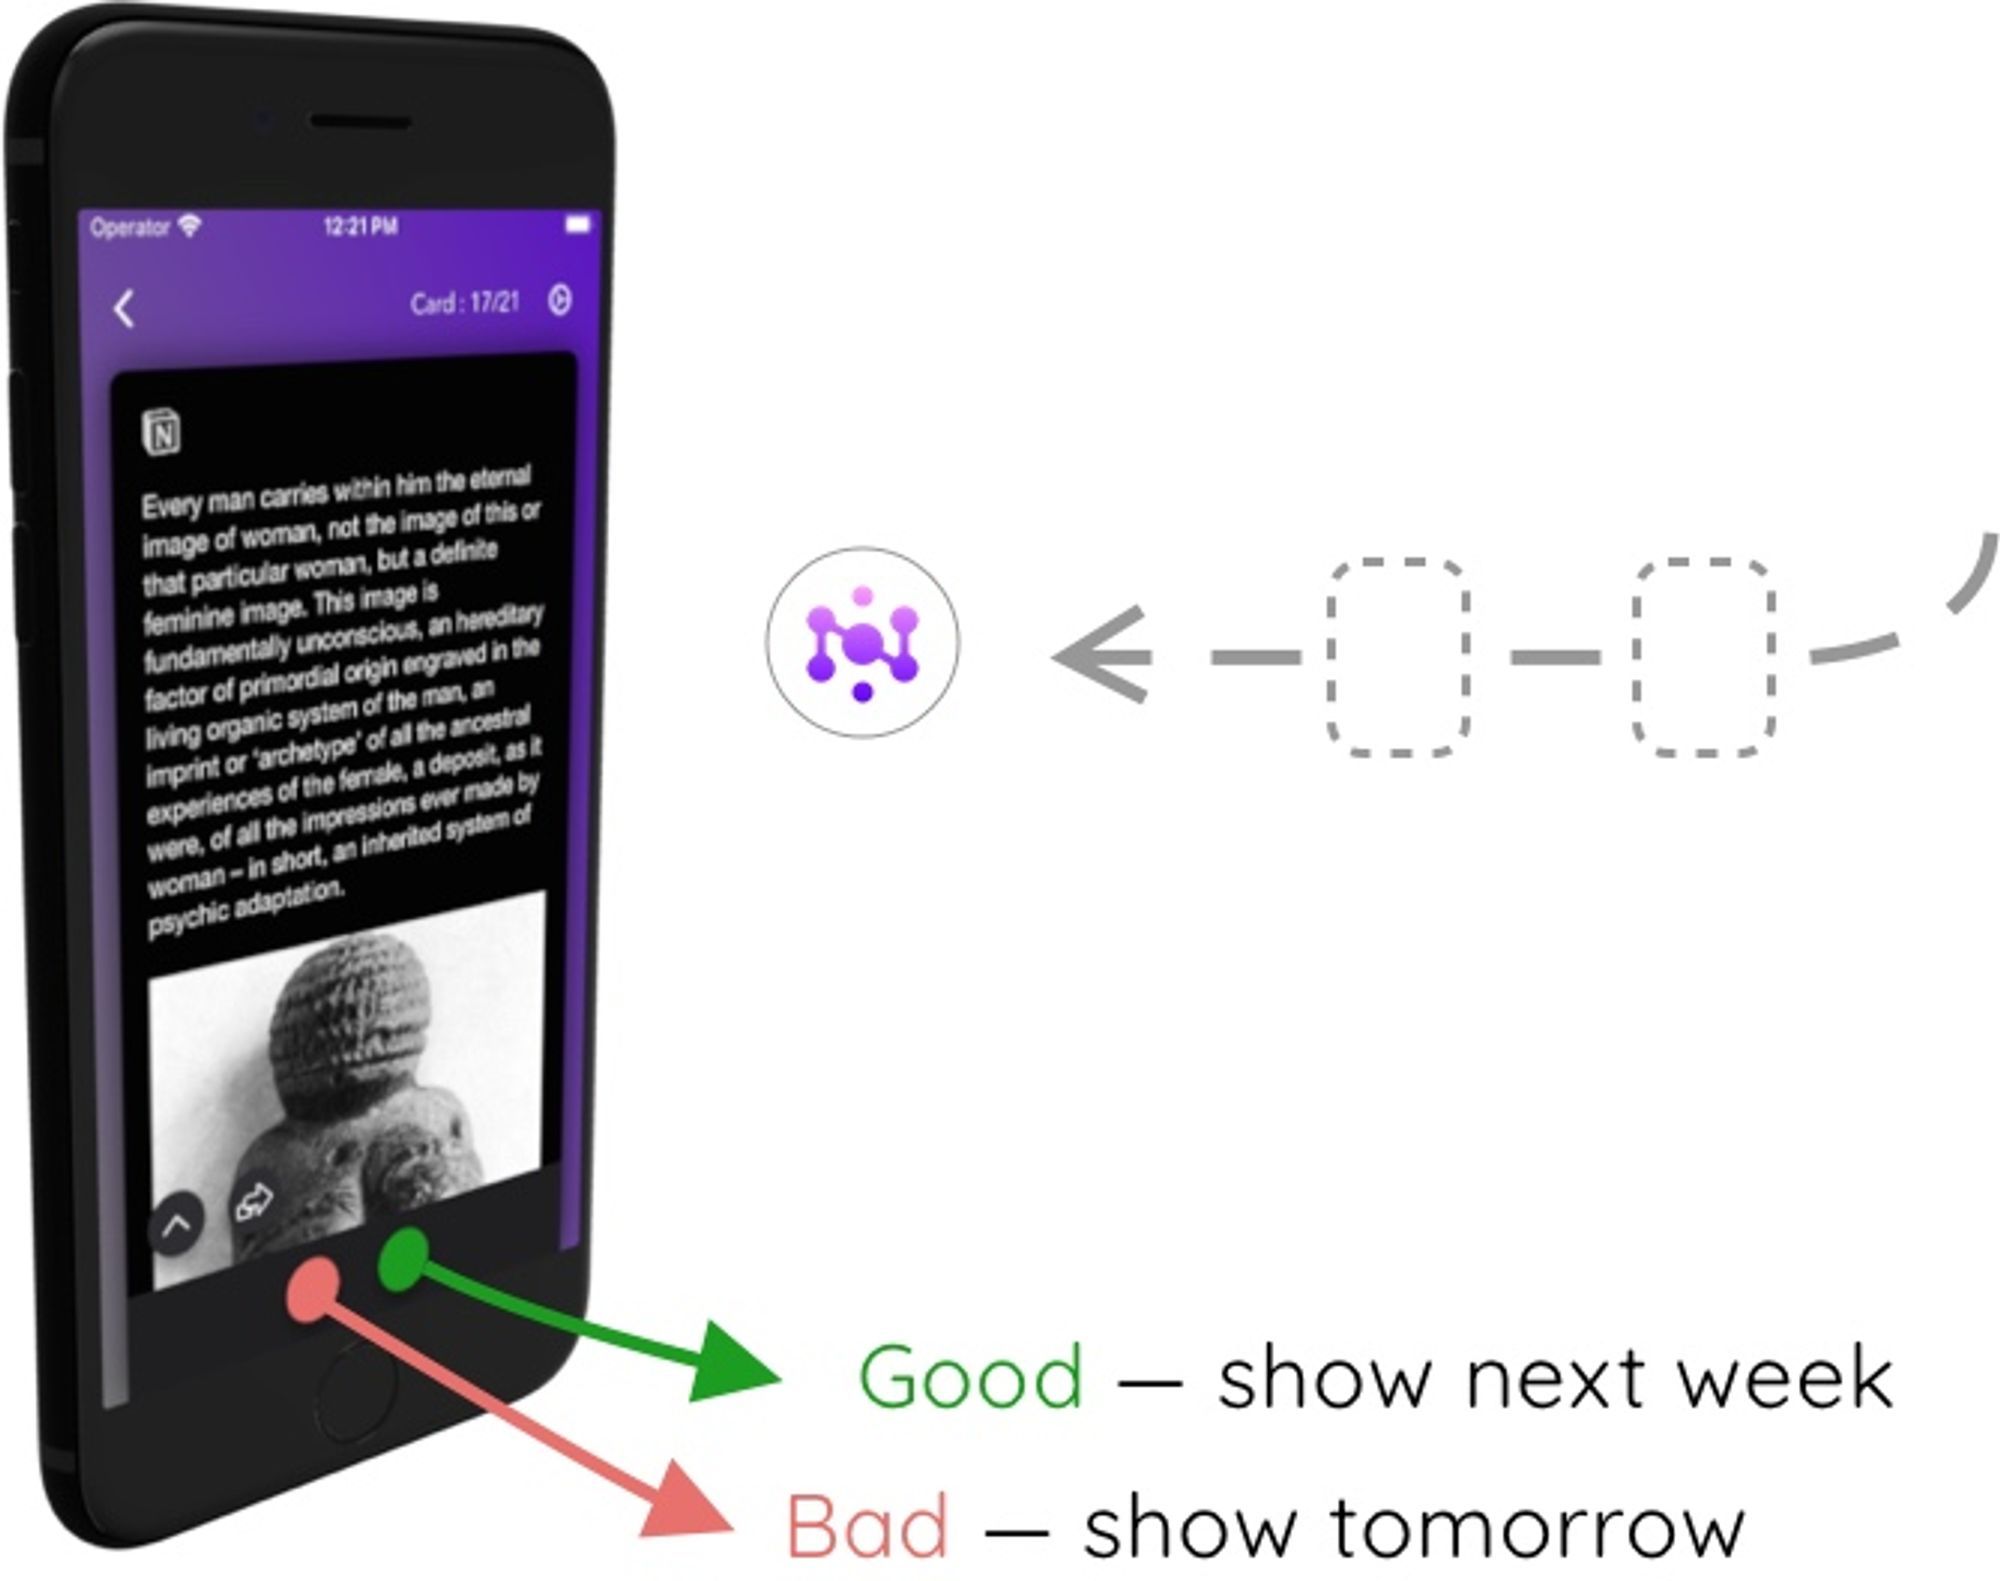 Operator
12:21 PM
Card : 17/21
N
Every man carries within him the eternal
image of woman, not the image of this or
that particular woman, but a definite
feminine image. This image is
fundamentally unconscious, an hereditary
factor of primordial origin engraved in the
living organic system of the man, an
imprint or ‘archetype’ of all the ancestral
experiences of the female, a deposit, as it
were, of all the impressions ever made by
woman – in short, an inherited system of
psychic adaptation.
Good — show next week
Bad — show tomorrow